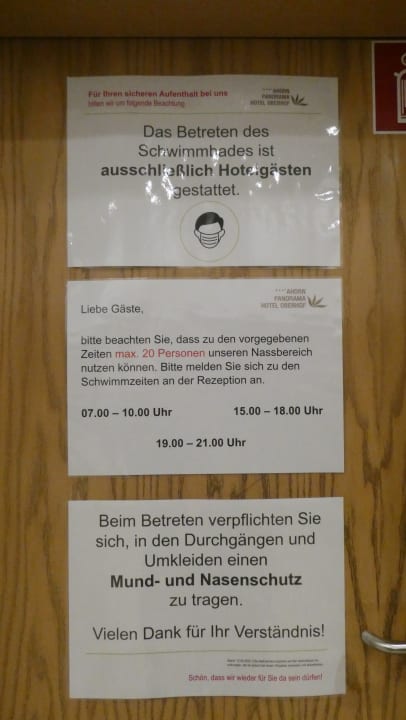 Für Ihren sicheren Aufenthalt bei uns
bitten wir um folgende Beachtung
**** AHORN
PANORAMA
HOTEL OBERHOF
Das Betreten des
Schwimmbades ist
ausschließlich Hotelgästen
gestattet.
**** AHORN
PANORAMA
HOTEL OBERHOF
Liebe Gäste,
bitte beachten Sie, dass zu den vorgegebenen
Zeiten max. 20 Personen unseren Nassbereich
nutzen können. Bitte melden Sie sich zu den
Schwimmzeiten an der Rezeption an.
07.00 – 10.00 Uhr 15.00 – 18.00 Uhr
19.00 – 21.00 Uhr
Beim Betreten verpflichten Sie
sich, in den Durchgängen und
Umkleiden einen
Mund- und Nasenschutz
zu tragen.
Vielen Dank für Ihr Verständnis!
Schön, dass wir wieder für Sie da sein dürfen!